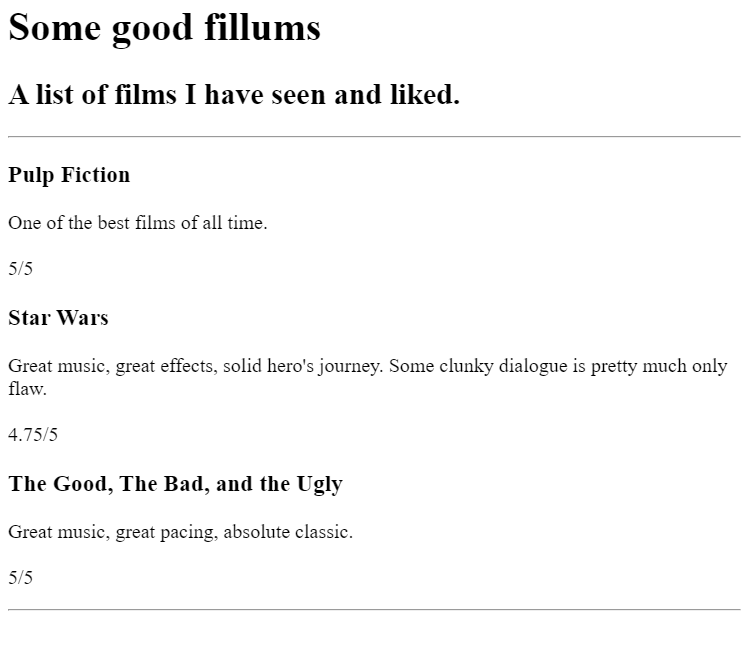 Some good fillums
A list of films I have seen and liked.
Pulp Fiction
One of the best films of all time.
5/5
Star Wars
Great music, great effects, solid hero's journey. Some clunky dialogue is pretty much only
flaw.
4.75/5
The Good, The Bad, and the Ugly
Great music, great pacing, absolute classic.
5/5